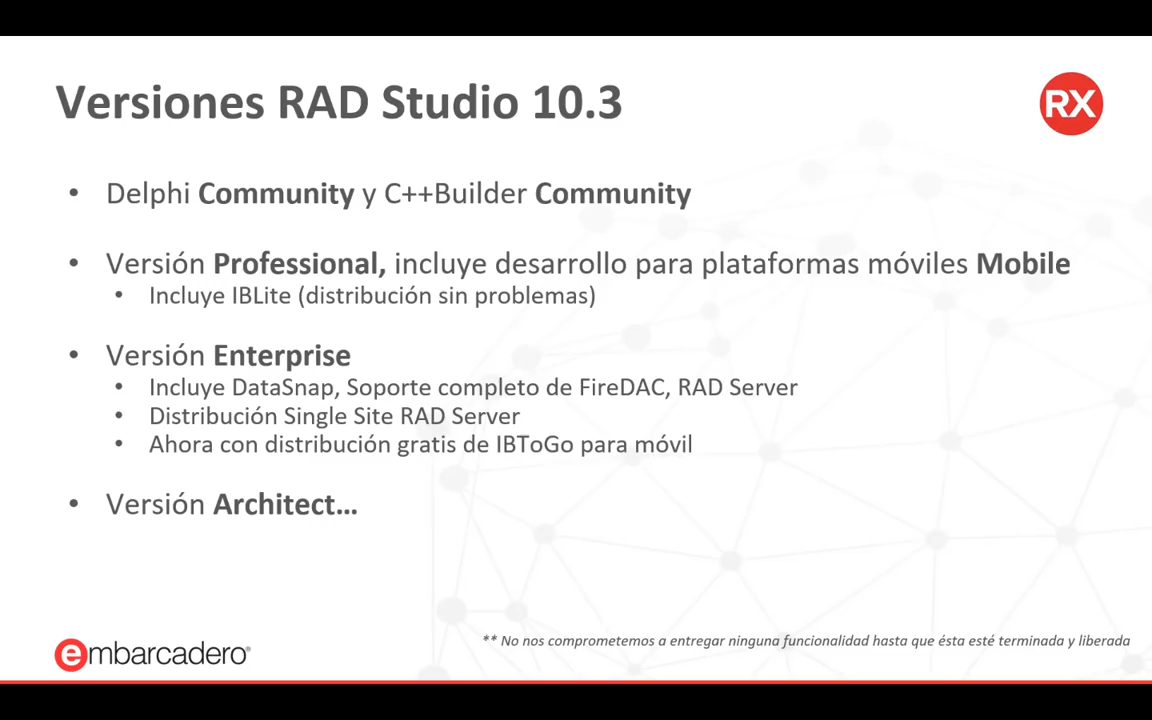 Versiones RAD Studio 10.3
RX
• Delphi Community y C++Builder Community
• Versión Professional, incluye desarrollo para plataformas móviles Mobile
• Incluye IBLite (distribución sin problemas)
• Versión Enterprise
• Incluye DataSnap, Soporte completo de FireDAC, RAD Server
• Distribución Single Site RAD Server
• Ahora con distribución gratis de IBToGo para móvil
• Versión Architect...
** No nos comprometemos a entregar ninguna funcionalidad hasta que ésta esté terminada y liberada
embarcadero®